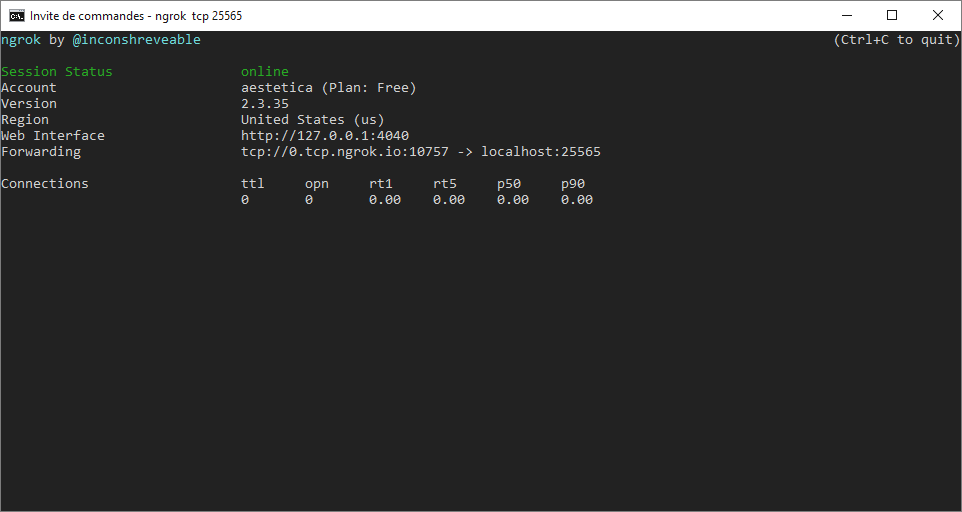 Invite de commandes - ngrok  tcp 25565
ngrok by @inconshreveable (Ctrl+C to quit)
Session Status online
Account aestetica (Plan: Free)
Version 2.3.35
Region United States (us)
Web Interface http://127.0.0.1:4040
Forwarding tcp://0.tcp.ngrok.io:10757 -> localhost:25565
Connections ttl opn rt1 rt5 p50 p90
0 0 0.00 0.00 0.00 0.00